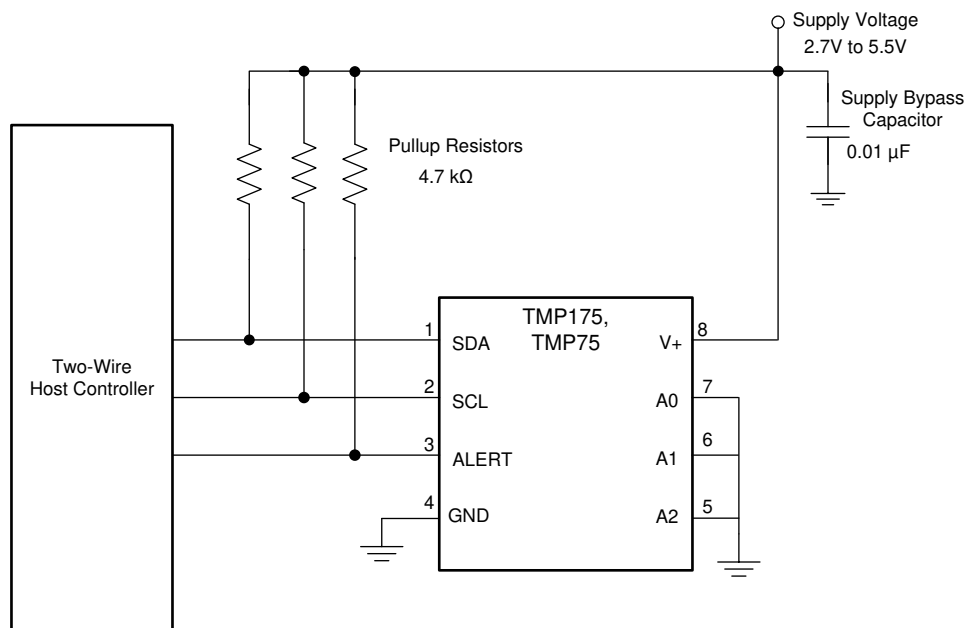 Supply Voltage
2.7V to 5.5V
Supply Bypass
Capacitor
0.01 µF
Pullup Resistors
4.7 kΩ
Two-Wire
Host Controller
TMP175,
TMP75
1
SDA
2
SCL
3
ALERT
4
GND
8
V+
7
A0
6
A1
5
A2